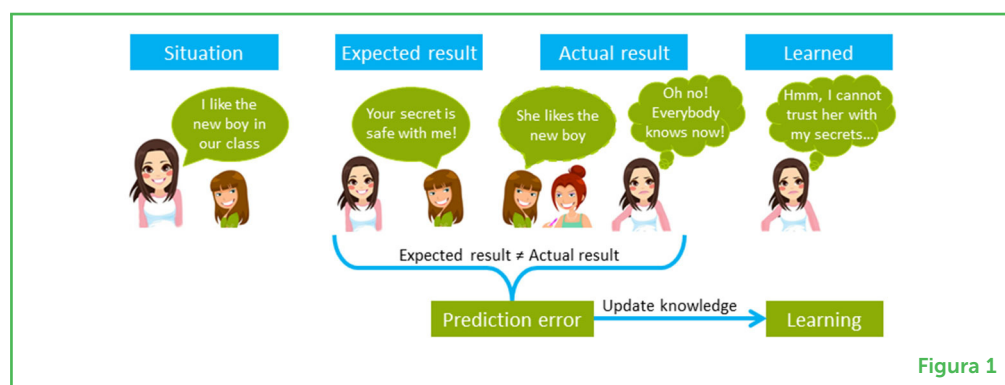 Situation
Expected result
Actual result
Learned
I like the
new boy in
our class
Your secret is
safe with me!
She likes the
new boy
Oh no!
Everybody
knows now!
Hmm, I cannot
trust her with
my secrets...
Expected result ≠ Actual result
Prediction error
Update knowledge
Learning
Figura 1